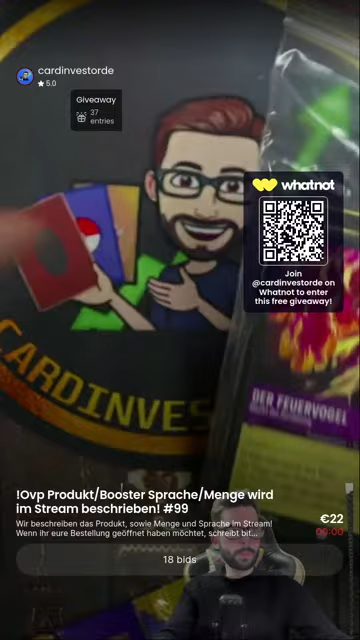 cardinvestorde
★ 5.0
Giveaway
37
entries
whatnot
Join
@cardinvestorde on
Whatnot to enter
this free giveaway!
CARDINVES
DER FEUERVOGEL
!Ovp Produkt/Booster Sprache/Menge wird
im Stream beschrieben! #99
€22
Wir beschreiben das Produkt, sowie Menge und Sprache im Stream!
00:00
Wenn ihr eure Bestellung geöffnet haben möchtet, schreibt bit...
18 bids